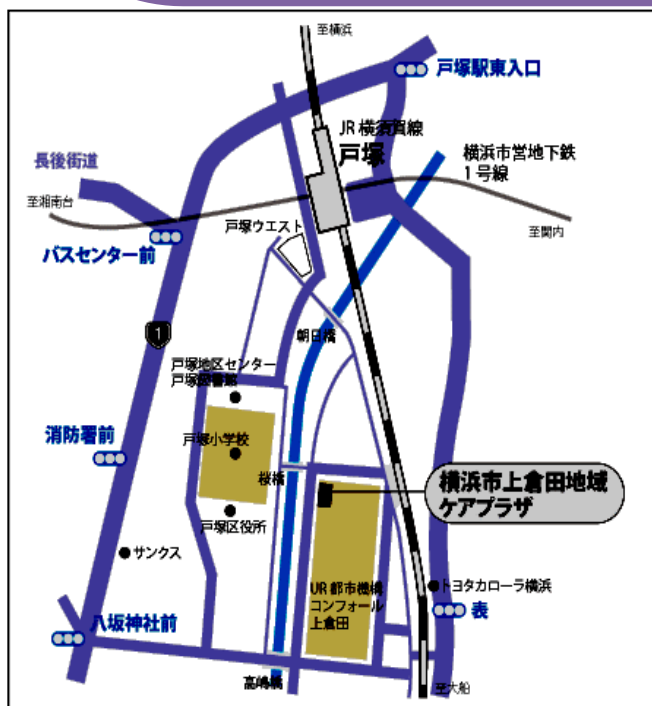 至横浜
戸塚駅東入口
JR横須賀線
戸塚
横浜市営地下鉄
1号線
長後街道
至湘南台
戸塚ウエスト
至関内
バスセンター前
1
朝日橋
戸塚地区センター
戸塚図書館
消防署前
戸塚小学校
桜橋
横浜市上倉田地域
ケアプラザ
戸塚区役所
サンクス
UR都市機構
コンフォール
上倉田
トヨタカローラ横浜
表
八坂神社前
高嶋橋
至大船